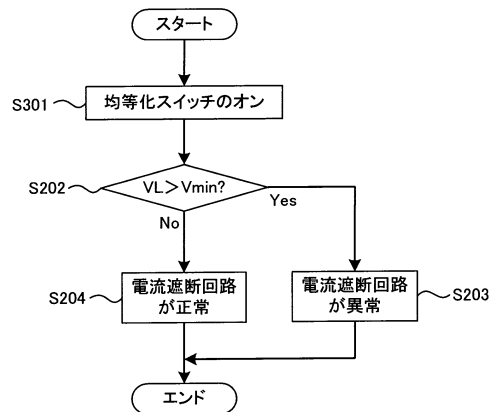 スタート
S301
均等化スイッチのオン
S202
VL＞Vmin?
Yes
No
S204
電流遮断回路
が正常
電流遮断回路
が異常
S203
エンド